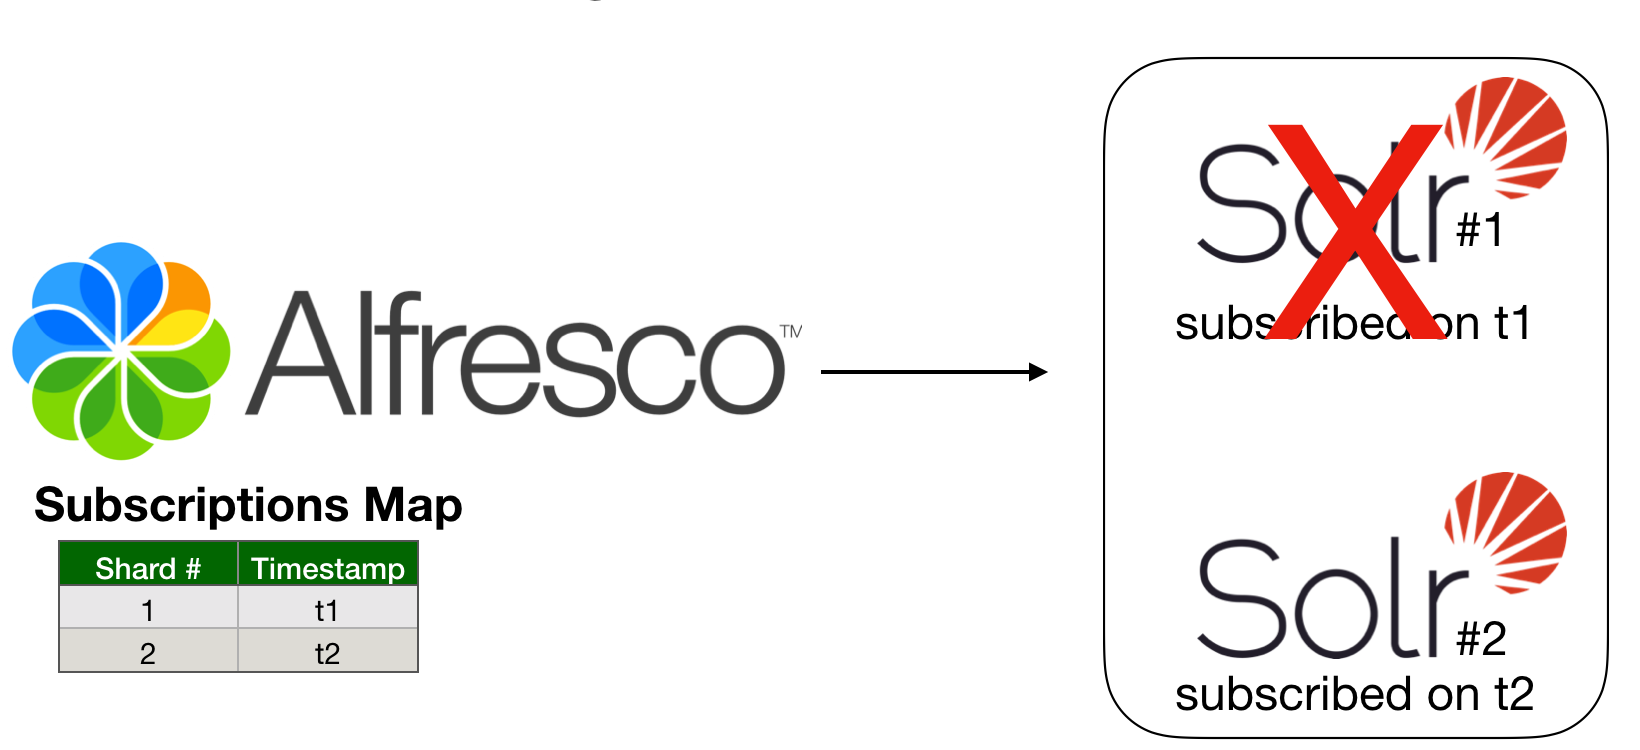 Alfresco™
Subscriptions Map
Shard # Timestamp
1 t1
2 t2
Solr #1
X
subscribed on t1
Solr #2
subscribed on t2